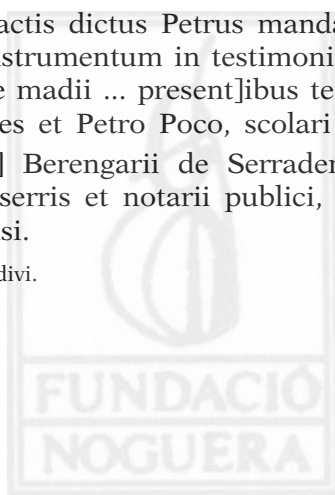 actis dictus Petrus manda
nstrumentum in testimoni
e madii ... present]ibus te
es et Petro Poco, scolari
] Berengarii de Serrader
serris et notarii publici,
si.
divi.
FUNDACIÓ
NOGUERA